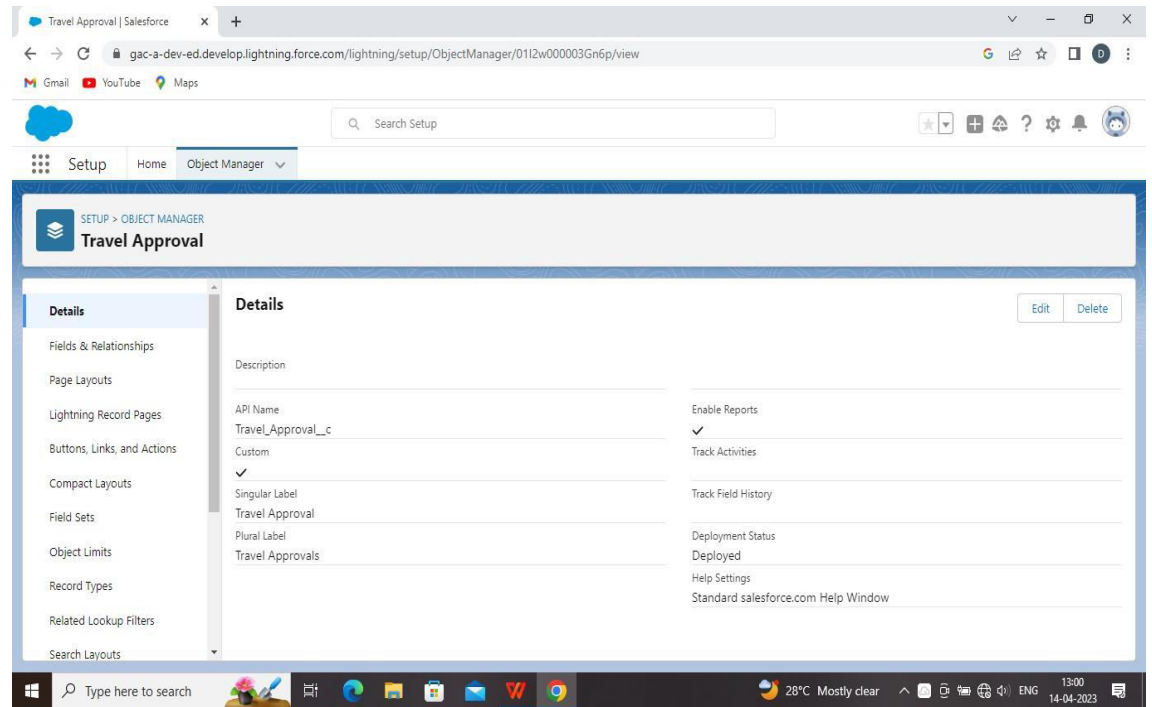 Travel Approval | Salesforce
gac-a-dev-ed.develop.lightning.force.com/lightning/setup/ObjectManager/01I2w000003Gn6p/view
G
D
Gmail YouTube Maps
Search Setup
Setup Home Object Manager
SETUP > OBJECT MANAGER
Travel Approval
Details
Fields & Relationships
Page Layouts
Lightning Record Pages
Buttons, Links, and Actions
Compact Layouts
Field Sets
Object Limits
Record Types
Related Lookup Filters
Search Layouts
Details
Edit Delete
Description
API Name
Travel_Approval__c
Custom
Singular Label
Travel Approval
Plural Label
Travel Approvals
Enable Reports
Track Activities
Track Field History
Deployment Status
Deployed
Help Settings
Standard salesforce.com Help Window
Type here to search
28°C Mostly clear
ENG
13:00
14-04-2023